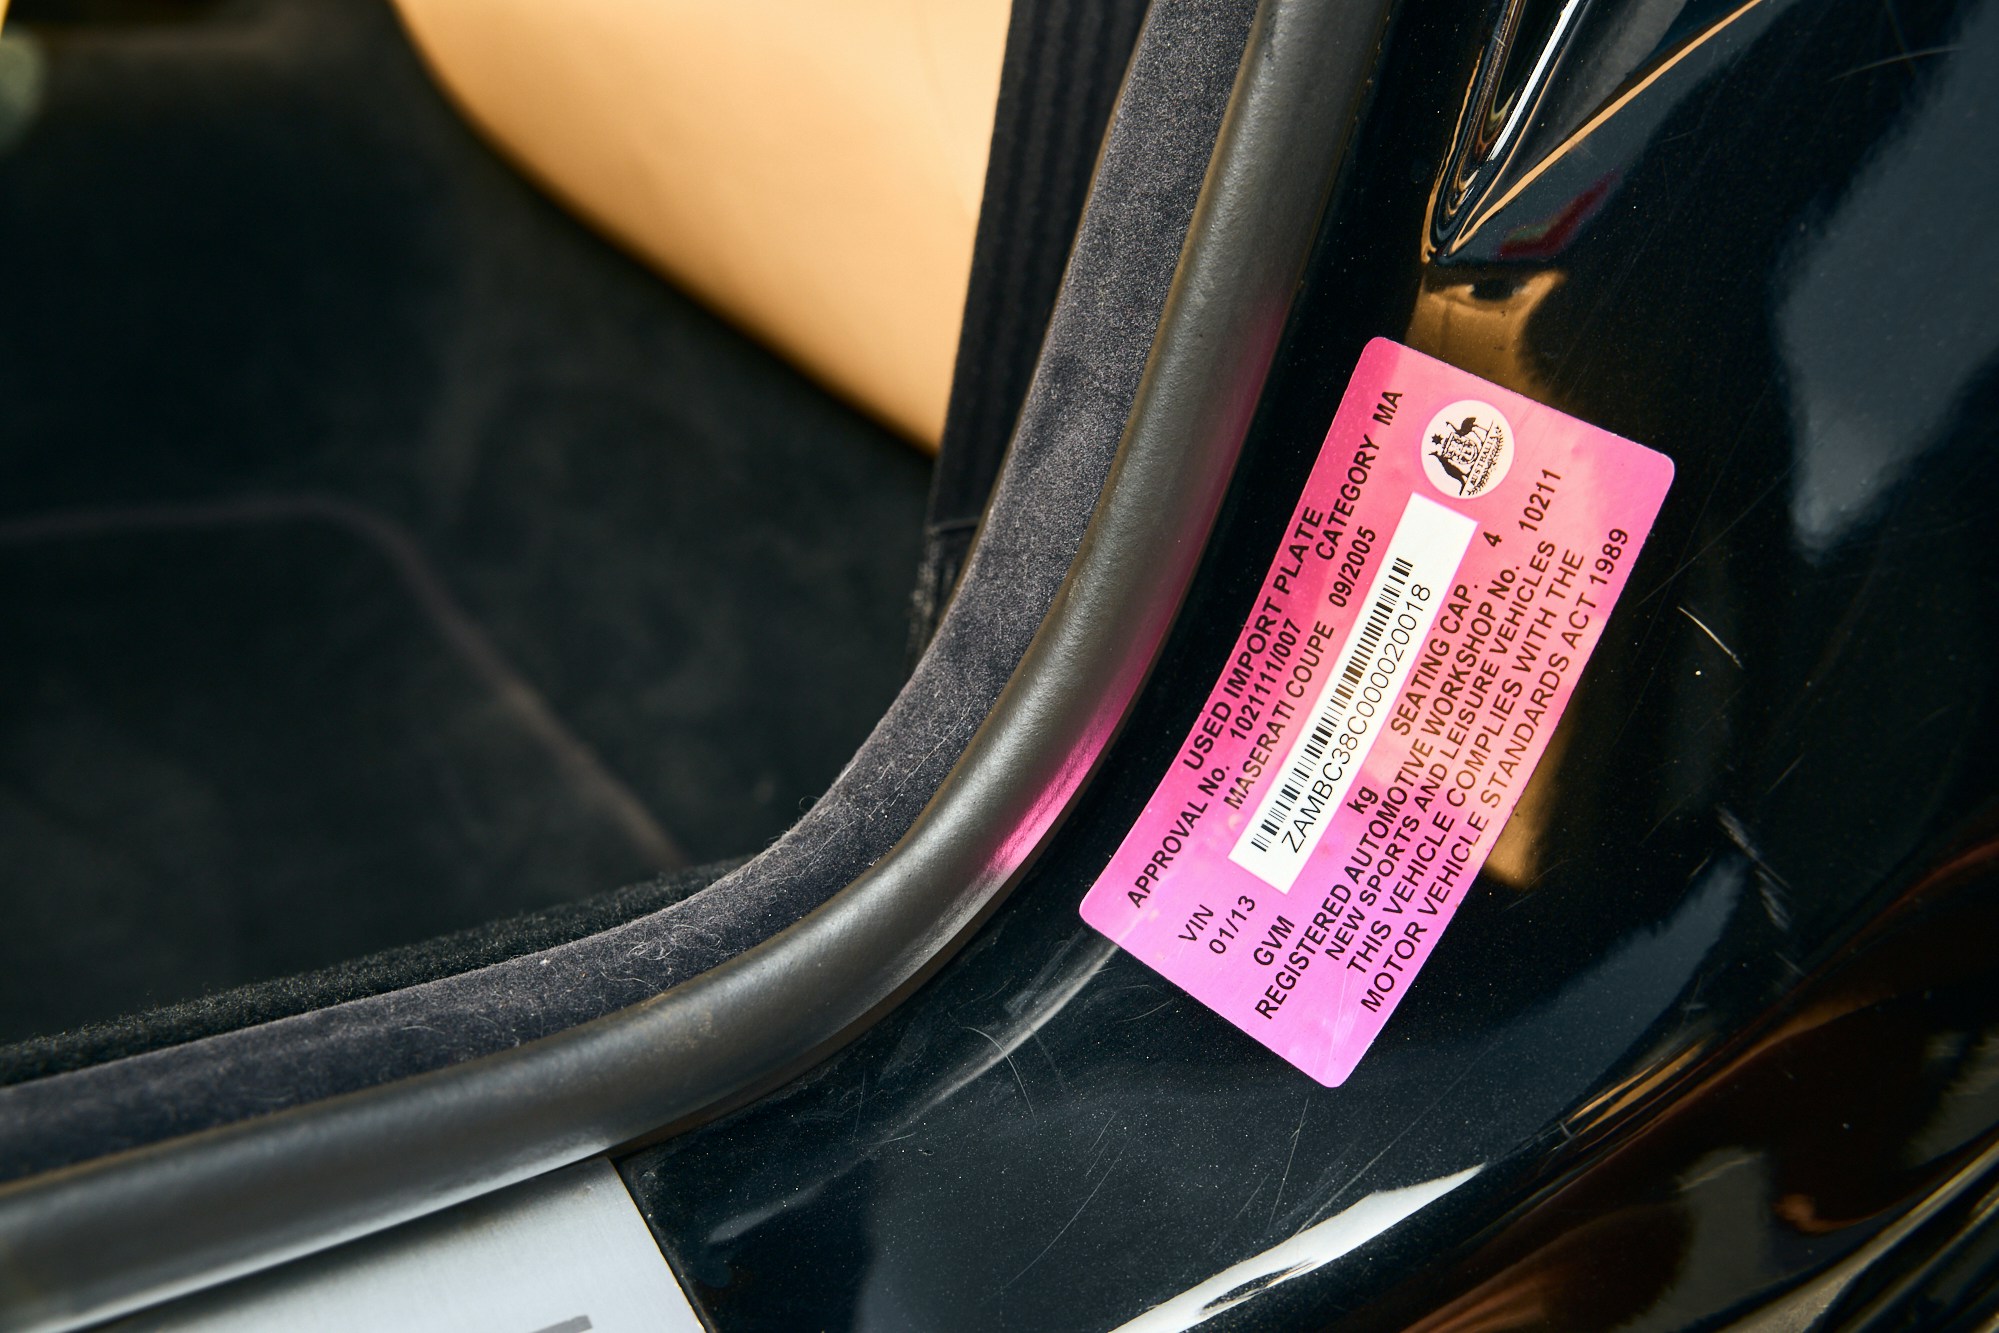 USED IMPORT PLATE
APPROVAL No. 1021111/007 CATEGORY MA
MASERATI COUPE 09/2005
VIN ZAMBC38C000020018
01/13
GVM kg SEATING CAP. 4
REGISTERED AUTOMOTIVE WORKSHOP No. 10211
NEW SPORTS AND LEISURE VEHICLES
THIS VEHICLE COMPLIES WITH THE
MOTOR VEHICLE STANDARDS ACT 1989
AUSTRALIA